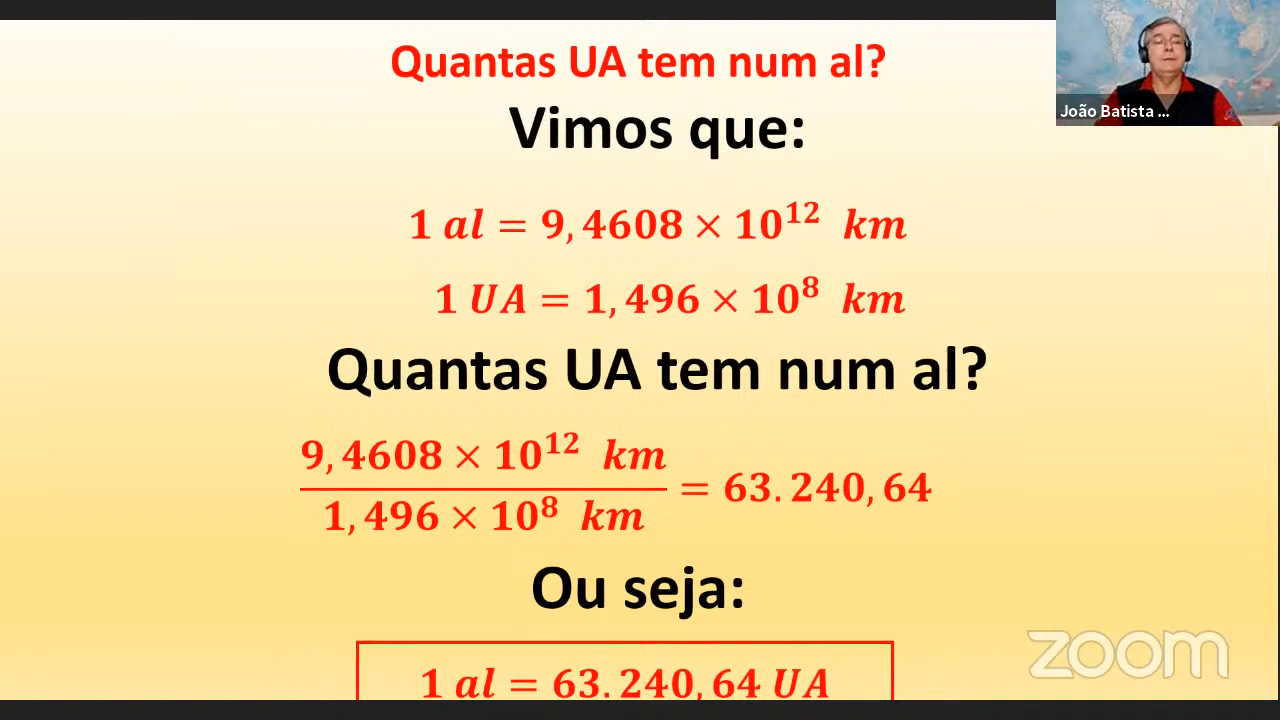 Quantas UA tem num al?
João Batista ...
Vimos que:
1 al = 9,4608 × 10¹² km
1 UA = 1,496 × 10⁸ km
Quantas UA tem num al?
9,4608 × 10¹² km
1,496 × 10⁸ km
= 63.240,64
Ou seja:
1 al = 63.240,64 UA
zoom